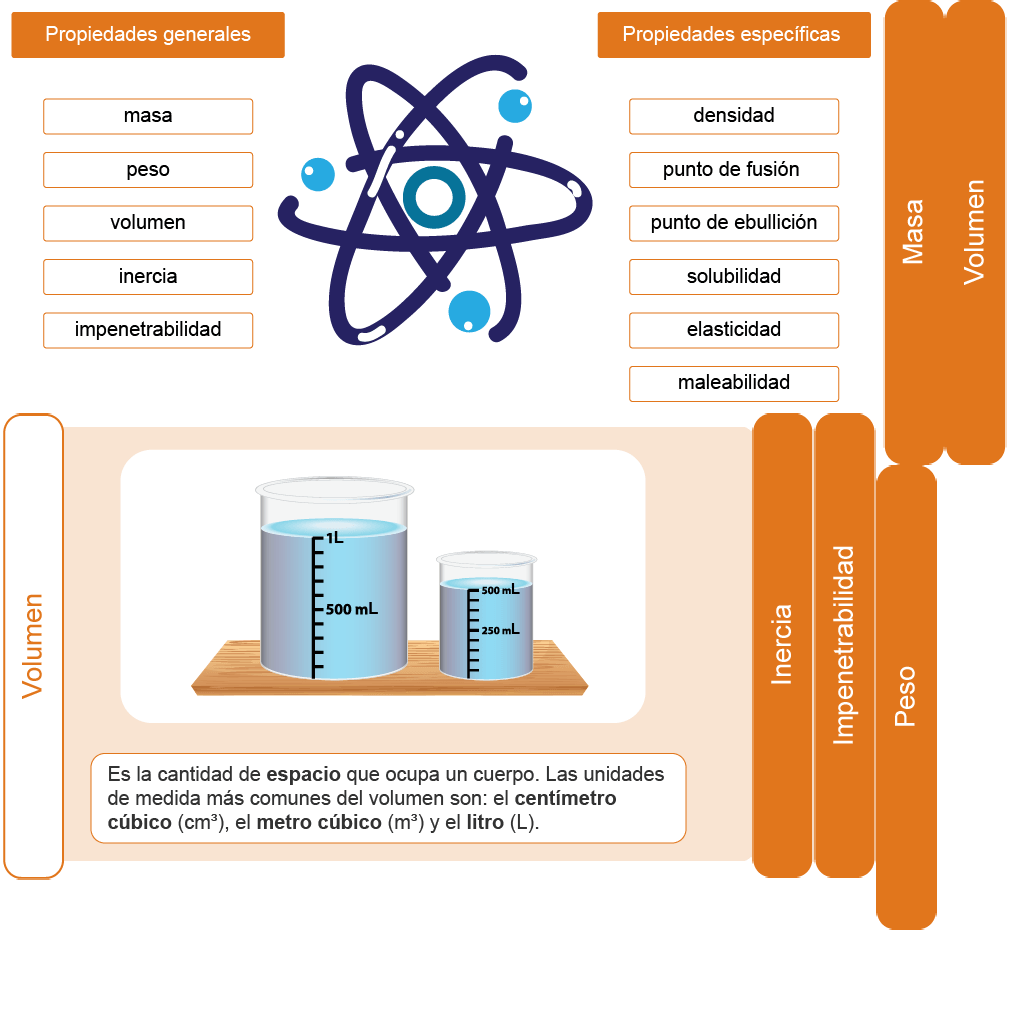 Propiedades generales
masa
peso
volumen
inercia
impenetrabilidad
Propiedades específicas
densidad
punto de fusión
punto de ebullición
solubilidad
elasticidad
maleabilidad
Masa
Volumen
Volumen
1L
500 mL
500 mL
250 mL
Es la cantidad de espacio que ocupa un cuerpo. Las unidades
de medida más comunes del volumen son: el centímetro
cúbico (cm³), el metro cúbico (m³) y el litro (L).
Inercia
Impenetrabilidad
Peso